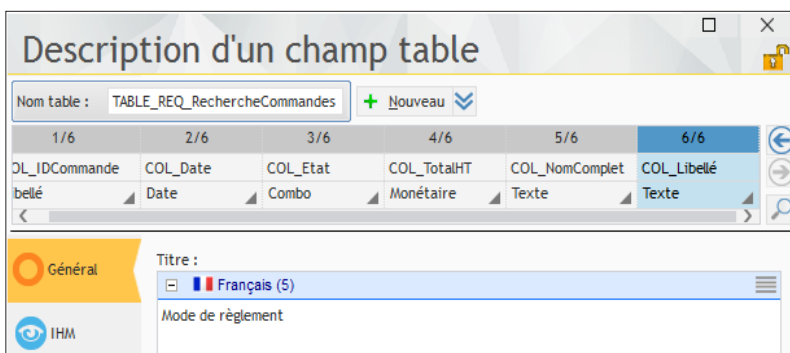 Description d'un champ table
Nom table : TABLE_REQ_RechercheCommandes + Nouveau
1/6 2/6 3/6 4/6 5/6 6/6
OL_IDCommande COL_Date COL_Etat COL_TotalHT COL_NomComplet COL_Libellé
bellé Date Combo Monétaire Texte Texte
Général
Titre :
Français (5)
Mode de règlement
IHM